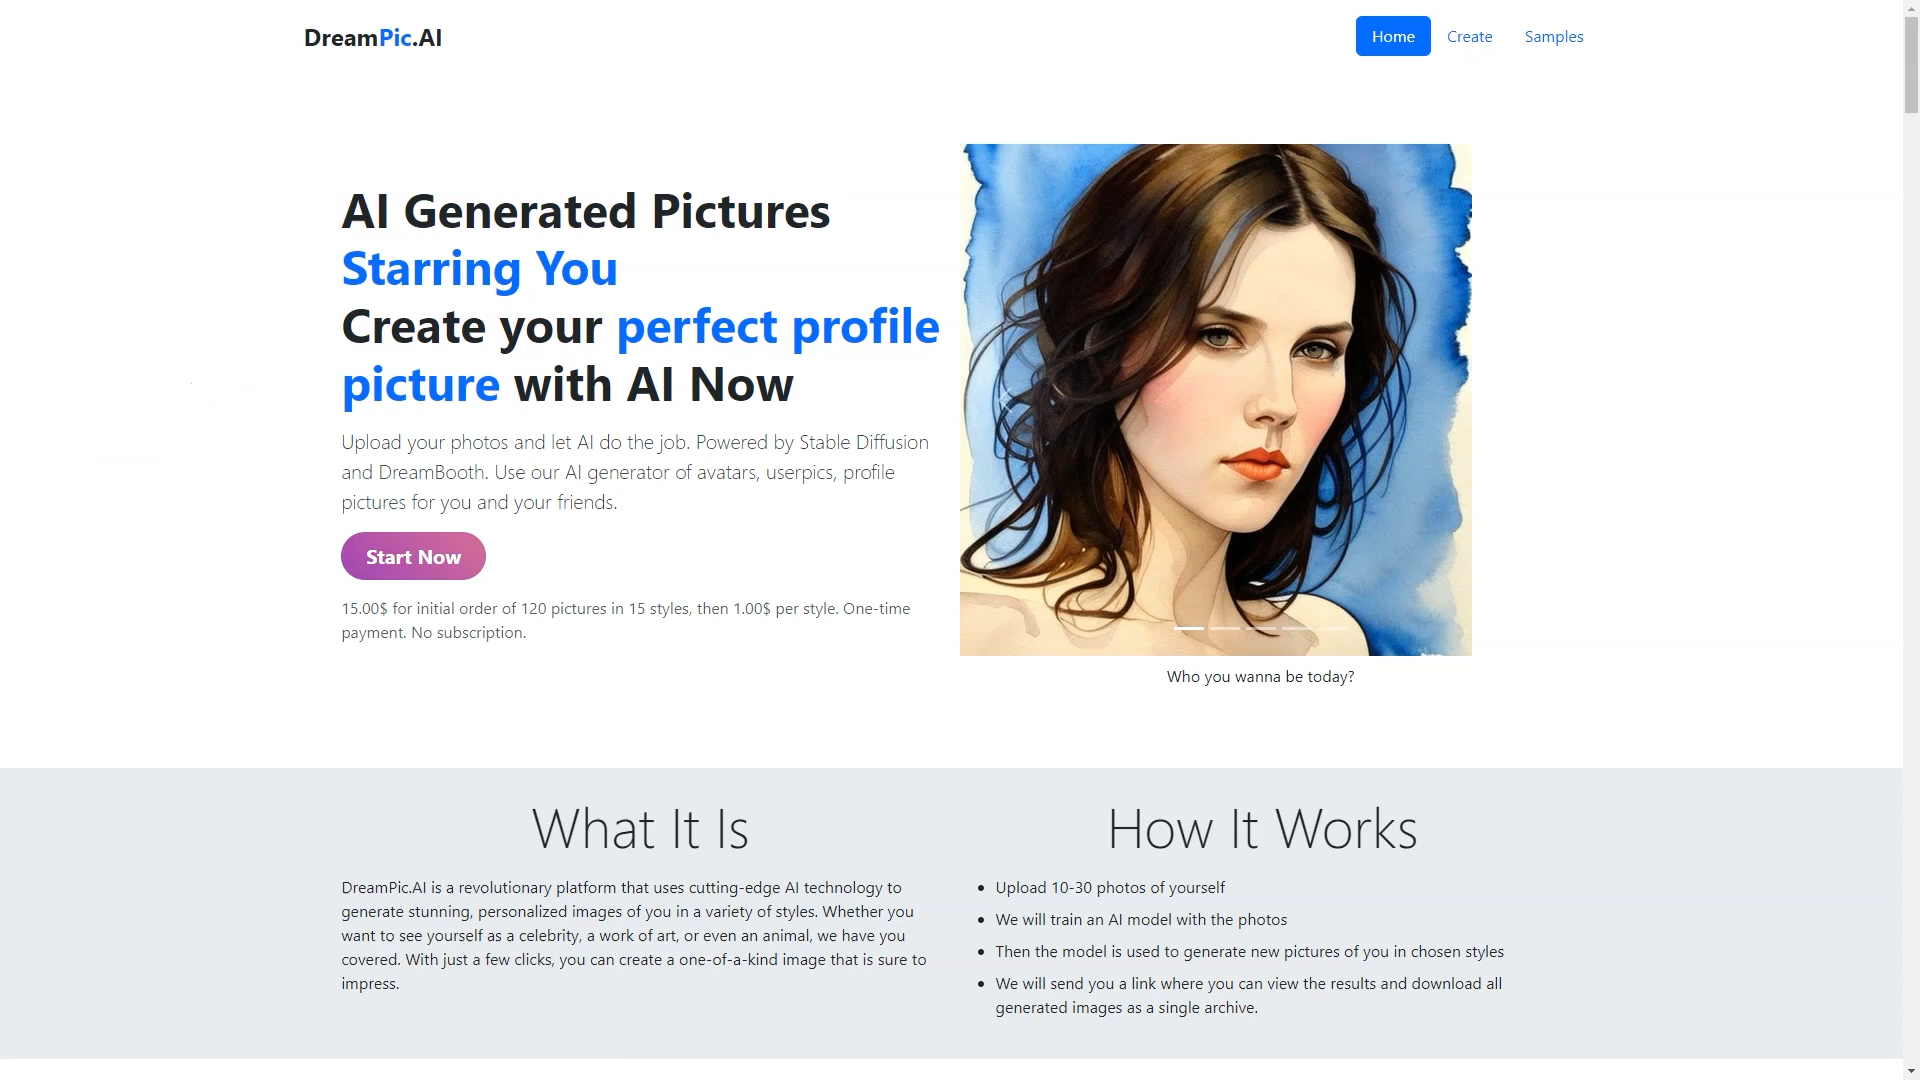 DreamPic.AI
Home
Create
Samples
AI Generated Pictures
Starring You
Create your perfect profile
picture with AI Now
Upload your photos and let AI do the job. Powered by Stable Diffusion
and DreamBooth. Use our AI generator of avatars, userpics, profile
pictures for you and your friends.
Start Now
15.00$ for initial order of 120 pictures in 15 styles, then 1.00$ per style. One-time
payment. No subscription.
Who you wanna be today?
What It Is
DreamPic.AI is a revolutionary platform that uses cutting-edge AI technology to
generate stunning, personalized images of you in a variety of styles. Whether you
want to see yourself as a celebrity, a work of art, or even an animal, we have you
covered. With just a few clicks, you can create a one-of-a-kind image that is sure to
impress.
How It Works
• Upload 10-30 photos of yourself
• We will train an AI model with the photos
• Then the model is used to generate new pictures of you in chosen styles
• We will send you a link where you can view the results and download all
generated images as a single archive.